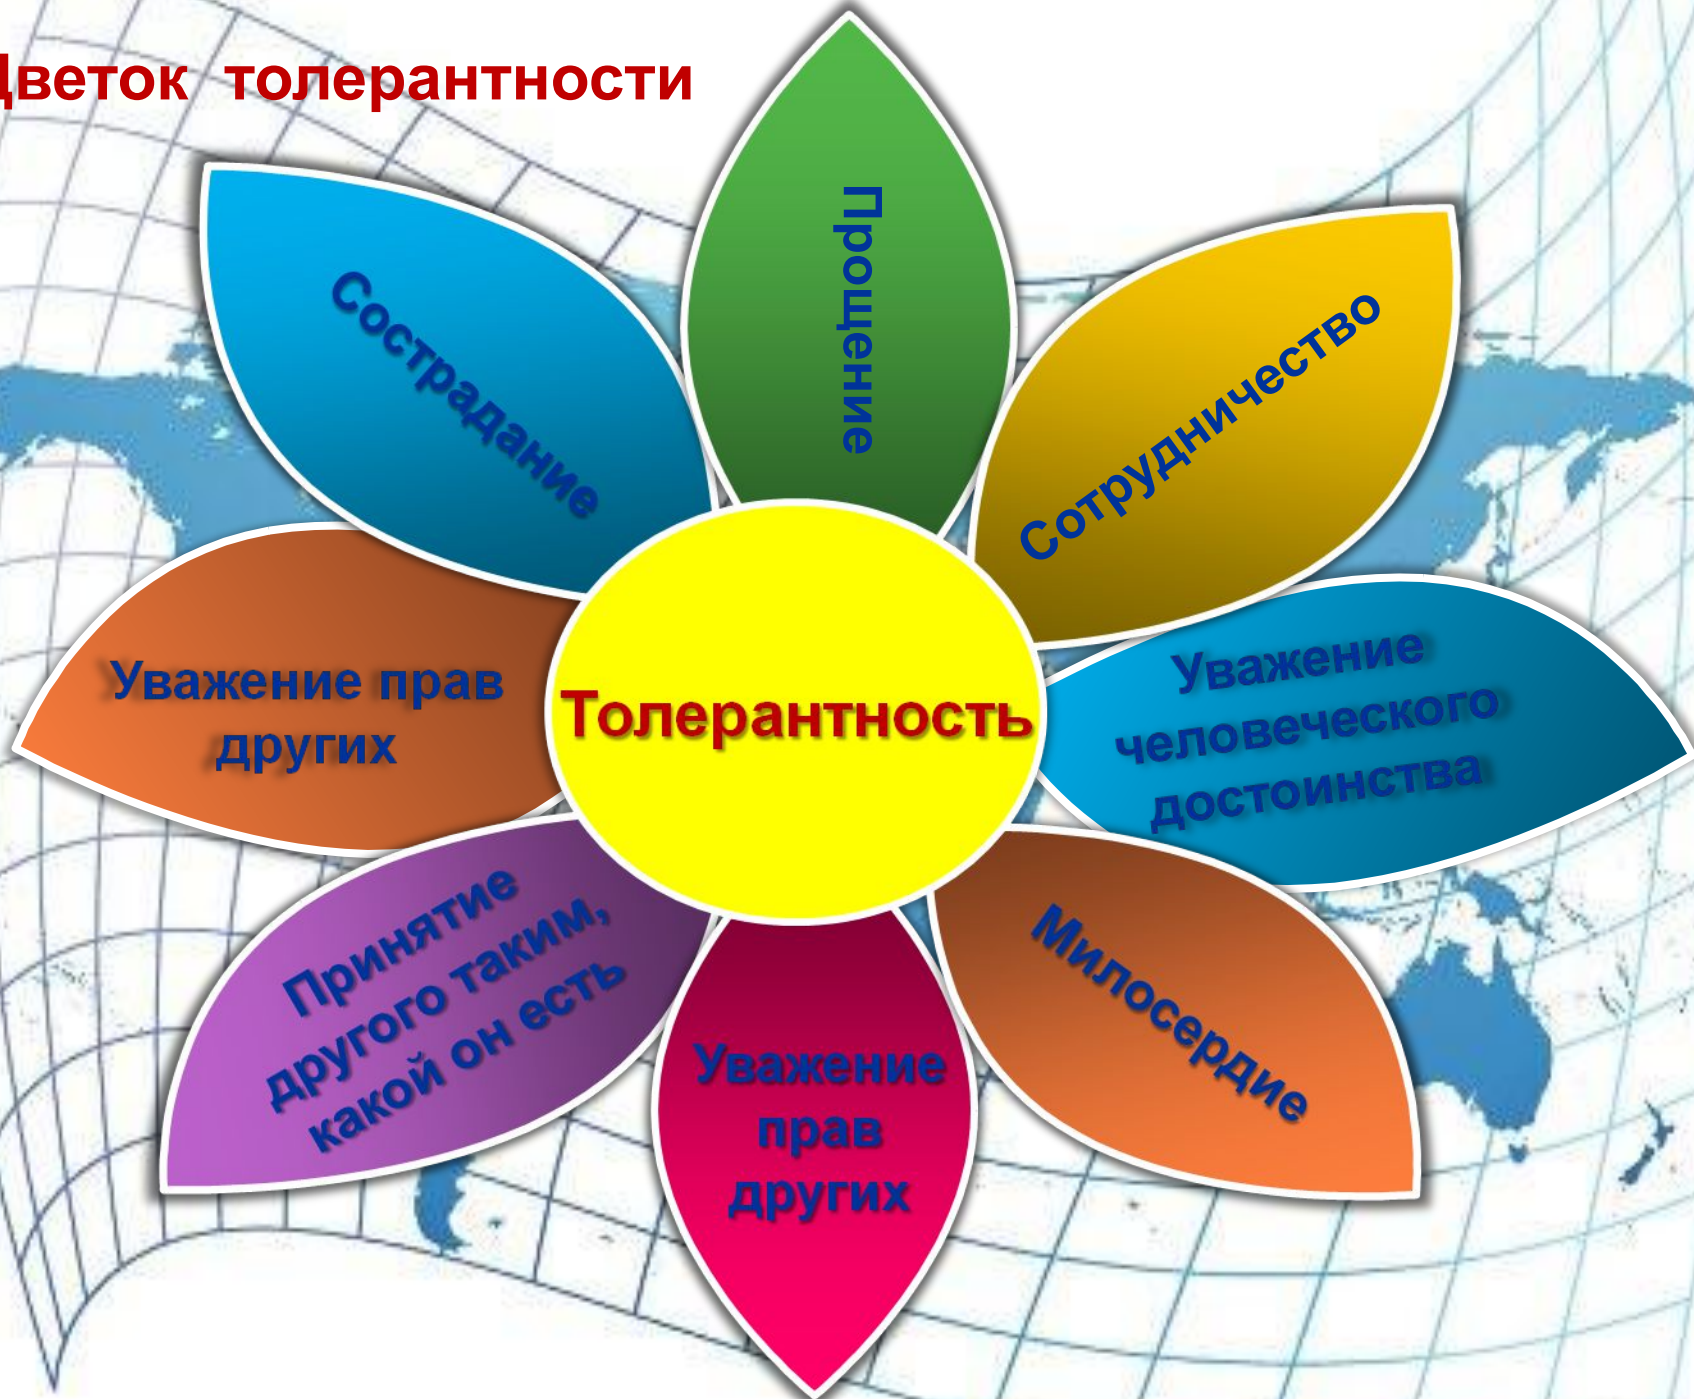 Цветок толерантности
Прощение
Сострадание
Сотрудничество
Уважение прав
других
Толерантность
Уважение
человеческого
достоинства
Принятие
другого таким,
какой он есть
Милосердие
Уважение
прав
других